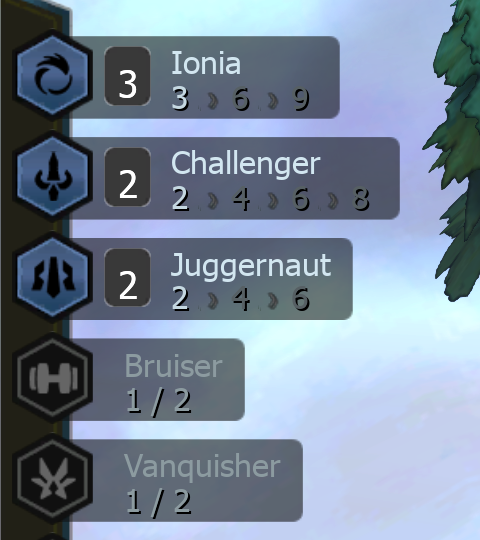 3 Ionia
3 › 6 › 9
2 Challenger
2 › 4 › 6 › 8
2 Juggernaut
2 › 4 › 6
Bruiser
1 / 2
Vanquisher
1 / 2